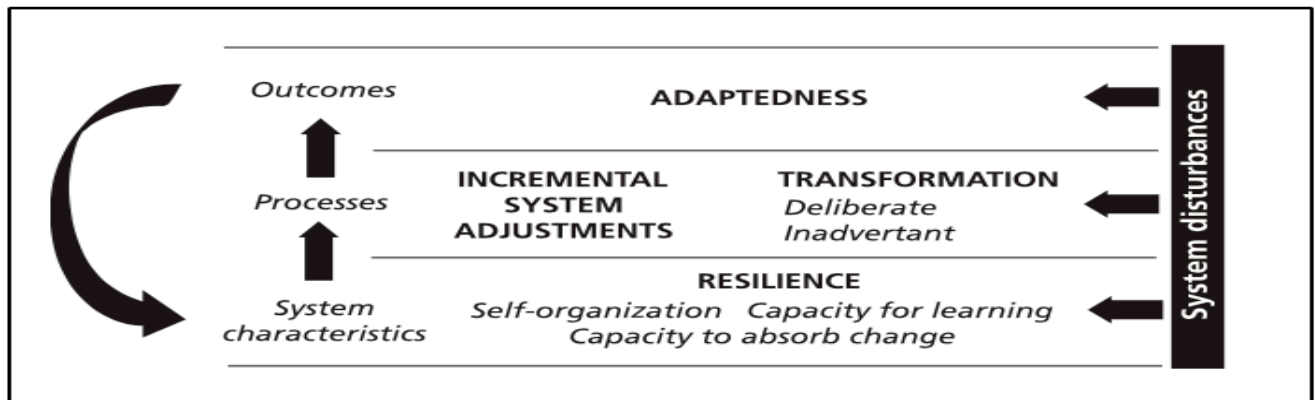 Outcomes
ADAPTEDNESS
Processes
INCREMENTAL
SYSTEM
ADJUSTMENTS
TRANSFORMATION
Deliberate
Inadvertant
System
characteristics
RESILIENCE
Self-organization Capacity for learning
Capacity to absorb change
System disturbances